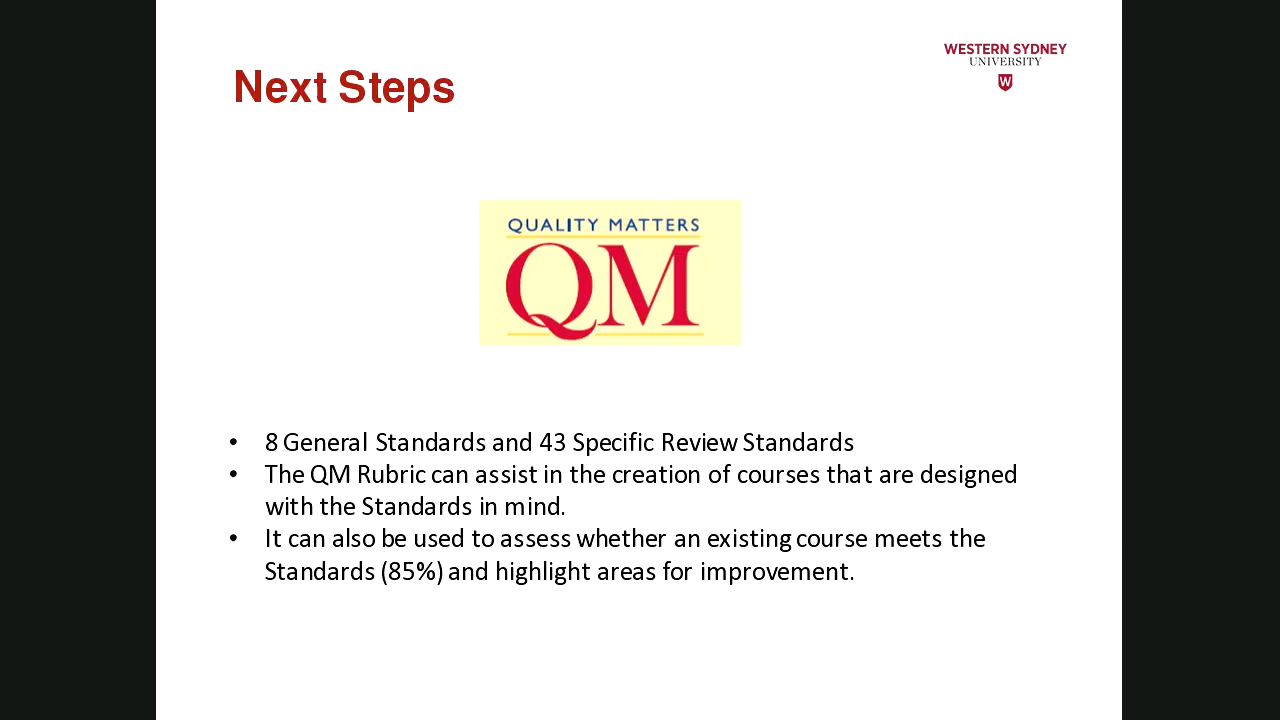 WESTERN SYDNEY
UNIVERSITY
W
Next Steps
QUALITY MATTERS
QM
• 8 General Standards and 43 Specific Review Standards
• The QM Rubric can assist in the creation of courses that are designed
with the Standards in mind.
• It can also be used to assess whether an existing course meets the
Standards (85%) and highlight areas for improvement.